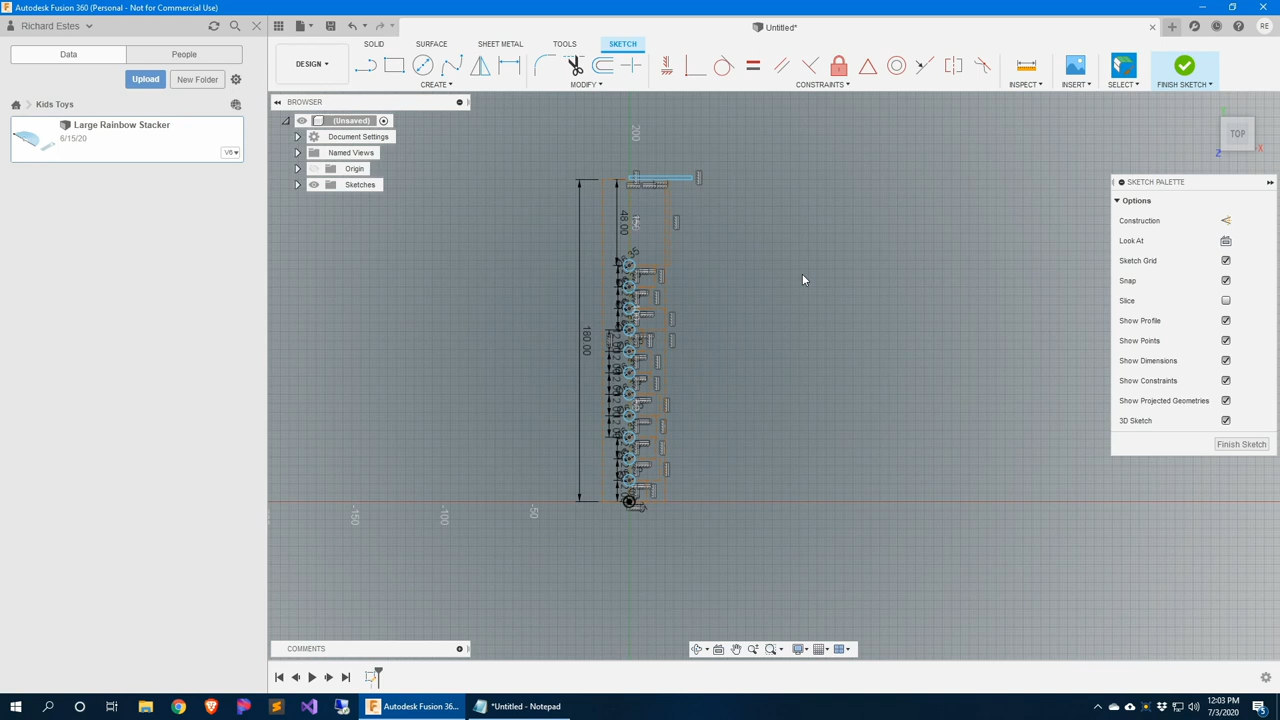 Autodesk Fusion 360 (Personal - Not for Commercial Use)
Richard Estes
Untitled*
RE
Data
People
Upload
New Folder
Kids Toys
Large Rainbow Stacker
6/15/20
V6
DESIGN
SOLID
SURFACE
SHEET METAL
TOOLS
SKETCH
CREATE
MODIFY
CONSTRAINTS
INSPECT
INSERT
SELECT
FINISH SKETCH
BROWSER
(Unsaved)
Document Settings
Named Views
Origin
Sketches
200
48.00
180.00
-150
-100
-50
TOP
X
Z
SKETCH PALETTE
Options
Construction
Look At
Sketch Grid
Snap
Slice
Show Profile
Show Points
Show Dimensions
Show Constraints
Show Projected Geometries
3D Sketch
Finish Sketch
COMMENTS
Autodesk Fusion 36...
*Untitled - Notepad
12:03 PM
7/3/2020